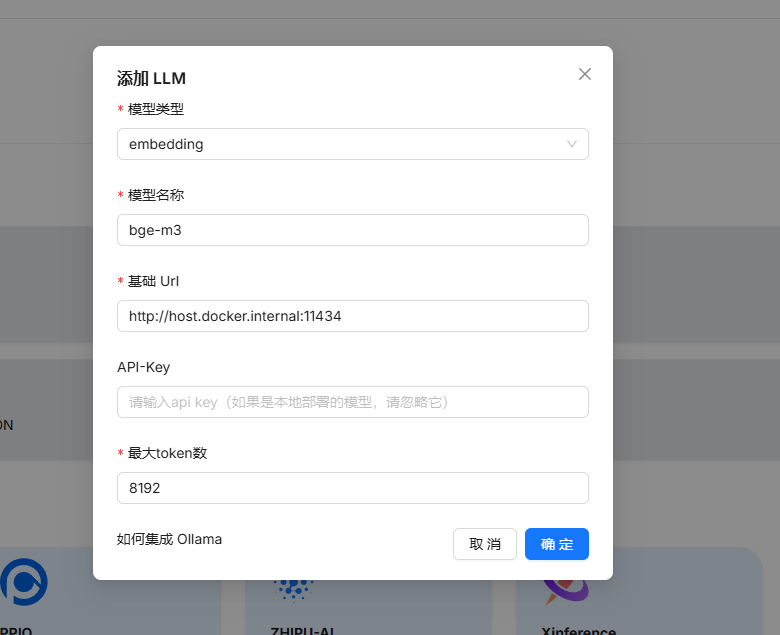 添加 LLM
* 模型类型
embedding
* 模型名称
bge-m3
* 基础 Url
http://host.docker.internal:11434
API-Key
请输入api key（如果是本地部署的模型，请忽略它）
* 最大token数
8192
如何集成 Ollama
取 消
确 定
ON
PPIO
ZHIPU-AI
Xinference